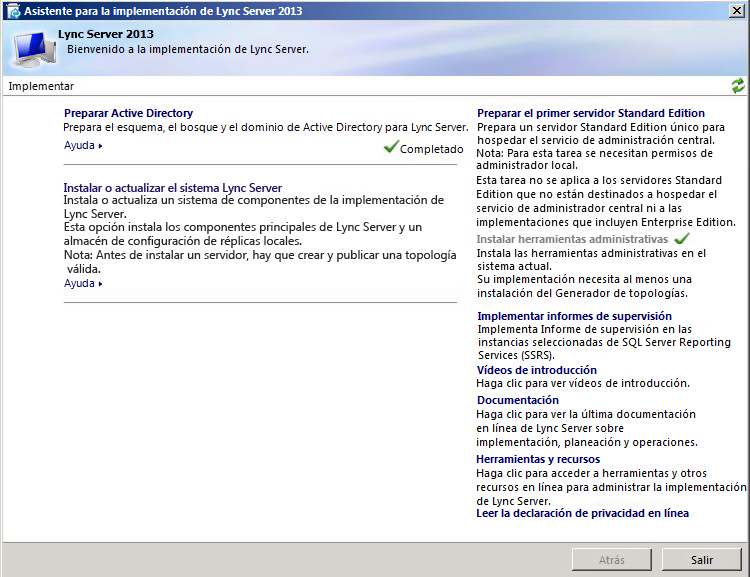 Asistente para la implementación de Lync Server 2013
Lync Server 2013
Bienvenido a la implementación de Lync Server.
Implementar
Preparar Active Directory
Prepara el esquema, el bosque y el dominio de Active Directory para Lync Server.
Ayuda
Completado
Instalar o actualizar el sistema Lync Server
Instala o actualiza un sistema de componentes de la implementación de
Lync Server.
Esta opción instala los componentes principales de Lync Server y un
almacén de configuración de réplicas locales.
Nota: Antes de instalar un servidor, hay que crear y publicar una topología
válida.
Ayuda
Preparar el primer servidor Standard Edition
Prepara un servidor Standard Edition único para
hospedar el servicio de administración central.
Nota: Para esta tarea se necesitan permisos de
administrador local.
Esta tarea no se aplica a los servidores Standard
Edition que no están destinados a hospedar el
servicio de administrador central ni a las
implementaciones que incluyen Enterprise Edition.
Instalar herramientas administrativas
Instala las herramientas administrativas en el
sistema actual.
Su implementación necesita al menos una
instalación del Generador de topologías.
Implementar informes de supervisión
Implementa Informe de supervisión en las
instancias seleccionadas de SQL Server Reporting
Services (SSRS).
Vídeos de introducción
Haga clic para ver vídeos de introducción.
Documentación
Haga clic para ver la última documentación
en línea de Lync Server sobre
implementación, planeación y operaciones.
Herramientas y recursos
Haga clic para acceder a herramientas y otros
recursos en línea para administrar la implementación
de Lync Server.
Leer la declaración de privacidad en línea
Atrás
Salir